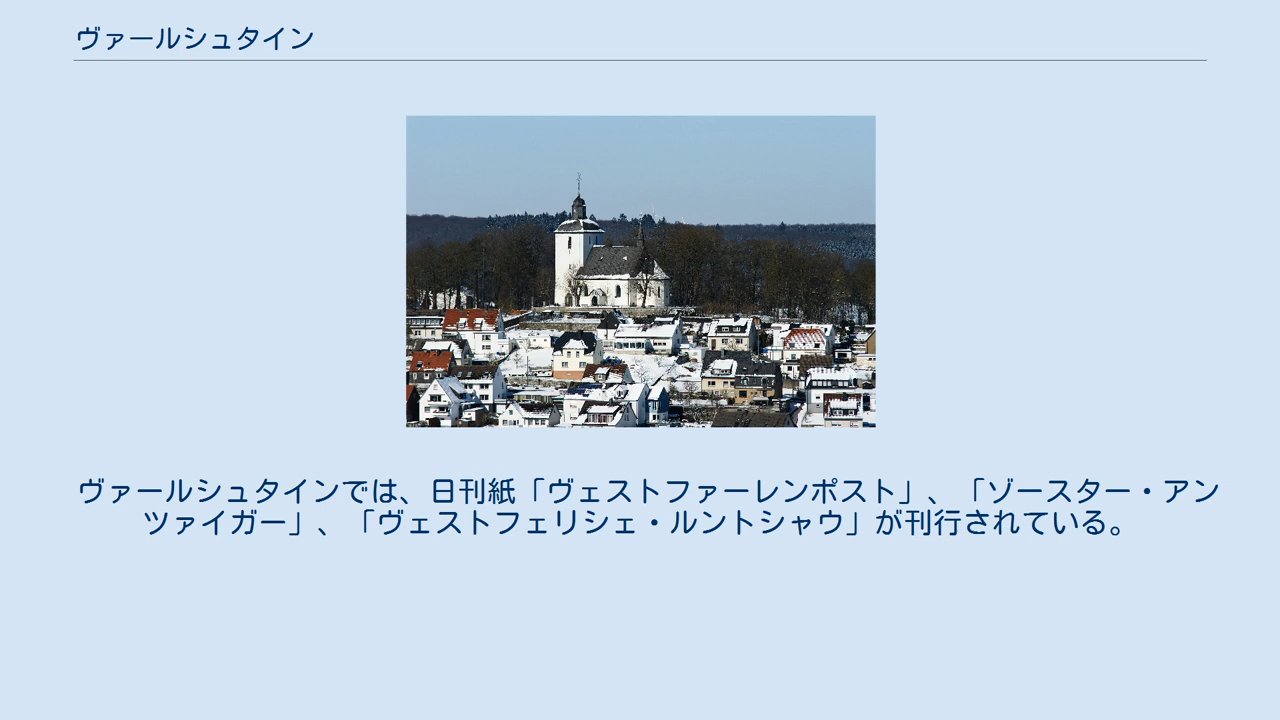 ヴァールシュタイン
ヴァールシュタインでは、日刊紙「ヴェストファーレンポスト」、「ゾースター・アン
ツァイガー」、「ヴェストフェリシェ・ルントシャウ」が刊行されている。